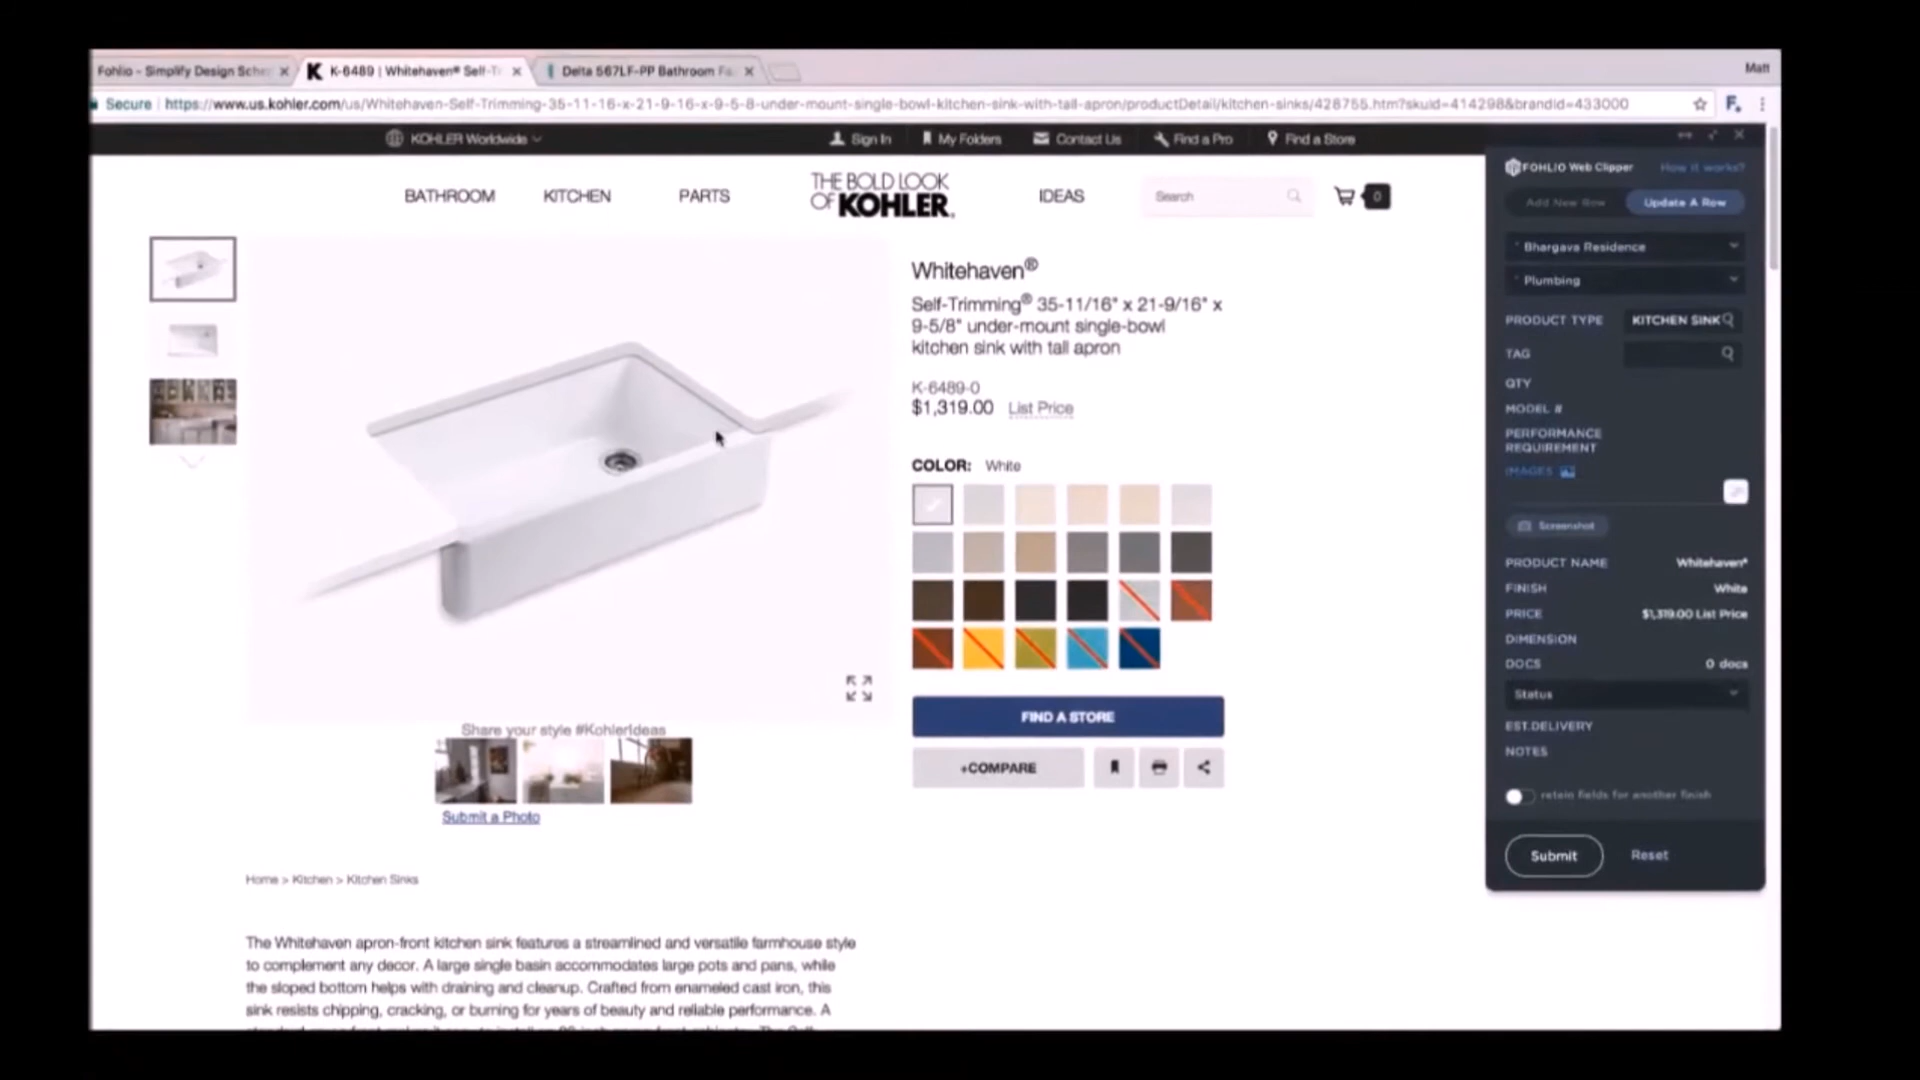 Fohlio - Simplify Design Sche
K-6489 | Whitehaven® Self-Tr
Delta 567LF-PP Bathroom Fa
Matt
Secure
https://www.us.kohler.com/us/Whitehaven-Self-Trimming-35-11-16-x-21-9-16-x-9-5-8-under-mount-single-bowl-kitchen-sink-with-tall-apron/productDetail/kitchen-sinks/428755.htm?skuid=414298&brandid=433000
F.
KOHLER Worldwide
Sign In
My Folders
Contact Us
Find a Pro
Find a Store
BATHROOM
KITCHEN
PARTS
THE BOLD LOOK
OF KOHLER.
IDEAS
Search
0
Whitehaven®
Self-Trimming® 35-11/16" x 21-9/16" x
9-5/8" under-mount single-bowl
kitchen sink with tall apron
K-6489-0
$1,319.00 List Price
COLOR: White
FIND A STORE
+COMPARE
Share your style #KohlerIdeas
Submit a Photo
Home > Kitchen > Kitchen Sinks
The Whitehaven apron-front kitchen sink features a streamlined and versatile farmhouse style
to complement any decor. A large single basin accommodates large pots and pans, while
the sloped bottom helps with draining and cleanup. Crafted from enameled cast iron, this
sink resists chipping, cracking, or burning for years of beauty and reliable performance. A
FOHLIO Web Clipper
How it works?
Add New Row
Update A Row
* Bhargava Residence
* Plumbing
PRODUCT TYPE
KITCHEN SINK
TAG
QTY
MODEL #
PERFORMANCE
REQUIREMENT
IMAGES
Screenshot
PRODUCT NAME
Whitehaven®
FINISH
White
PRICE
$1,319.00 List Price
DIMENSION
DOCS
0 docs
Status
EST.DELIVERY
NOTES
retain fields for another finish
Submit
Reset